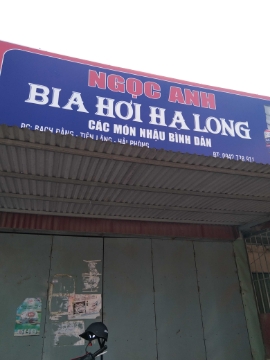 NGỌC ANH
BIA HƠI HẠ LONG
CÁC MÓN NHẬU BÌNH DÂN
ĐC: BẠCH ĐẰNG - TIÊN LÃNG - HẢI PHÒNG